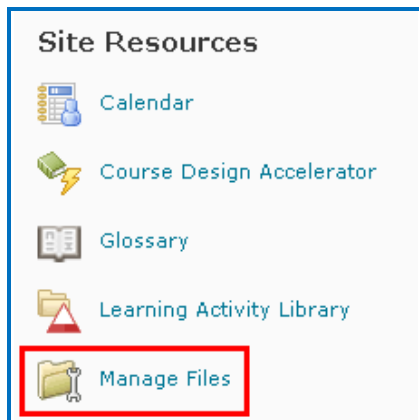 Site Resources
Calendar
Course Design Accelerator
Glossary
Learning Activity Library
Manage Files